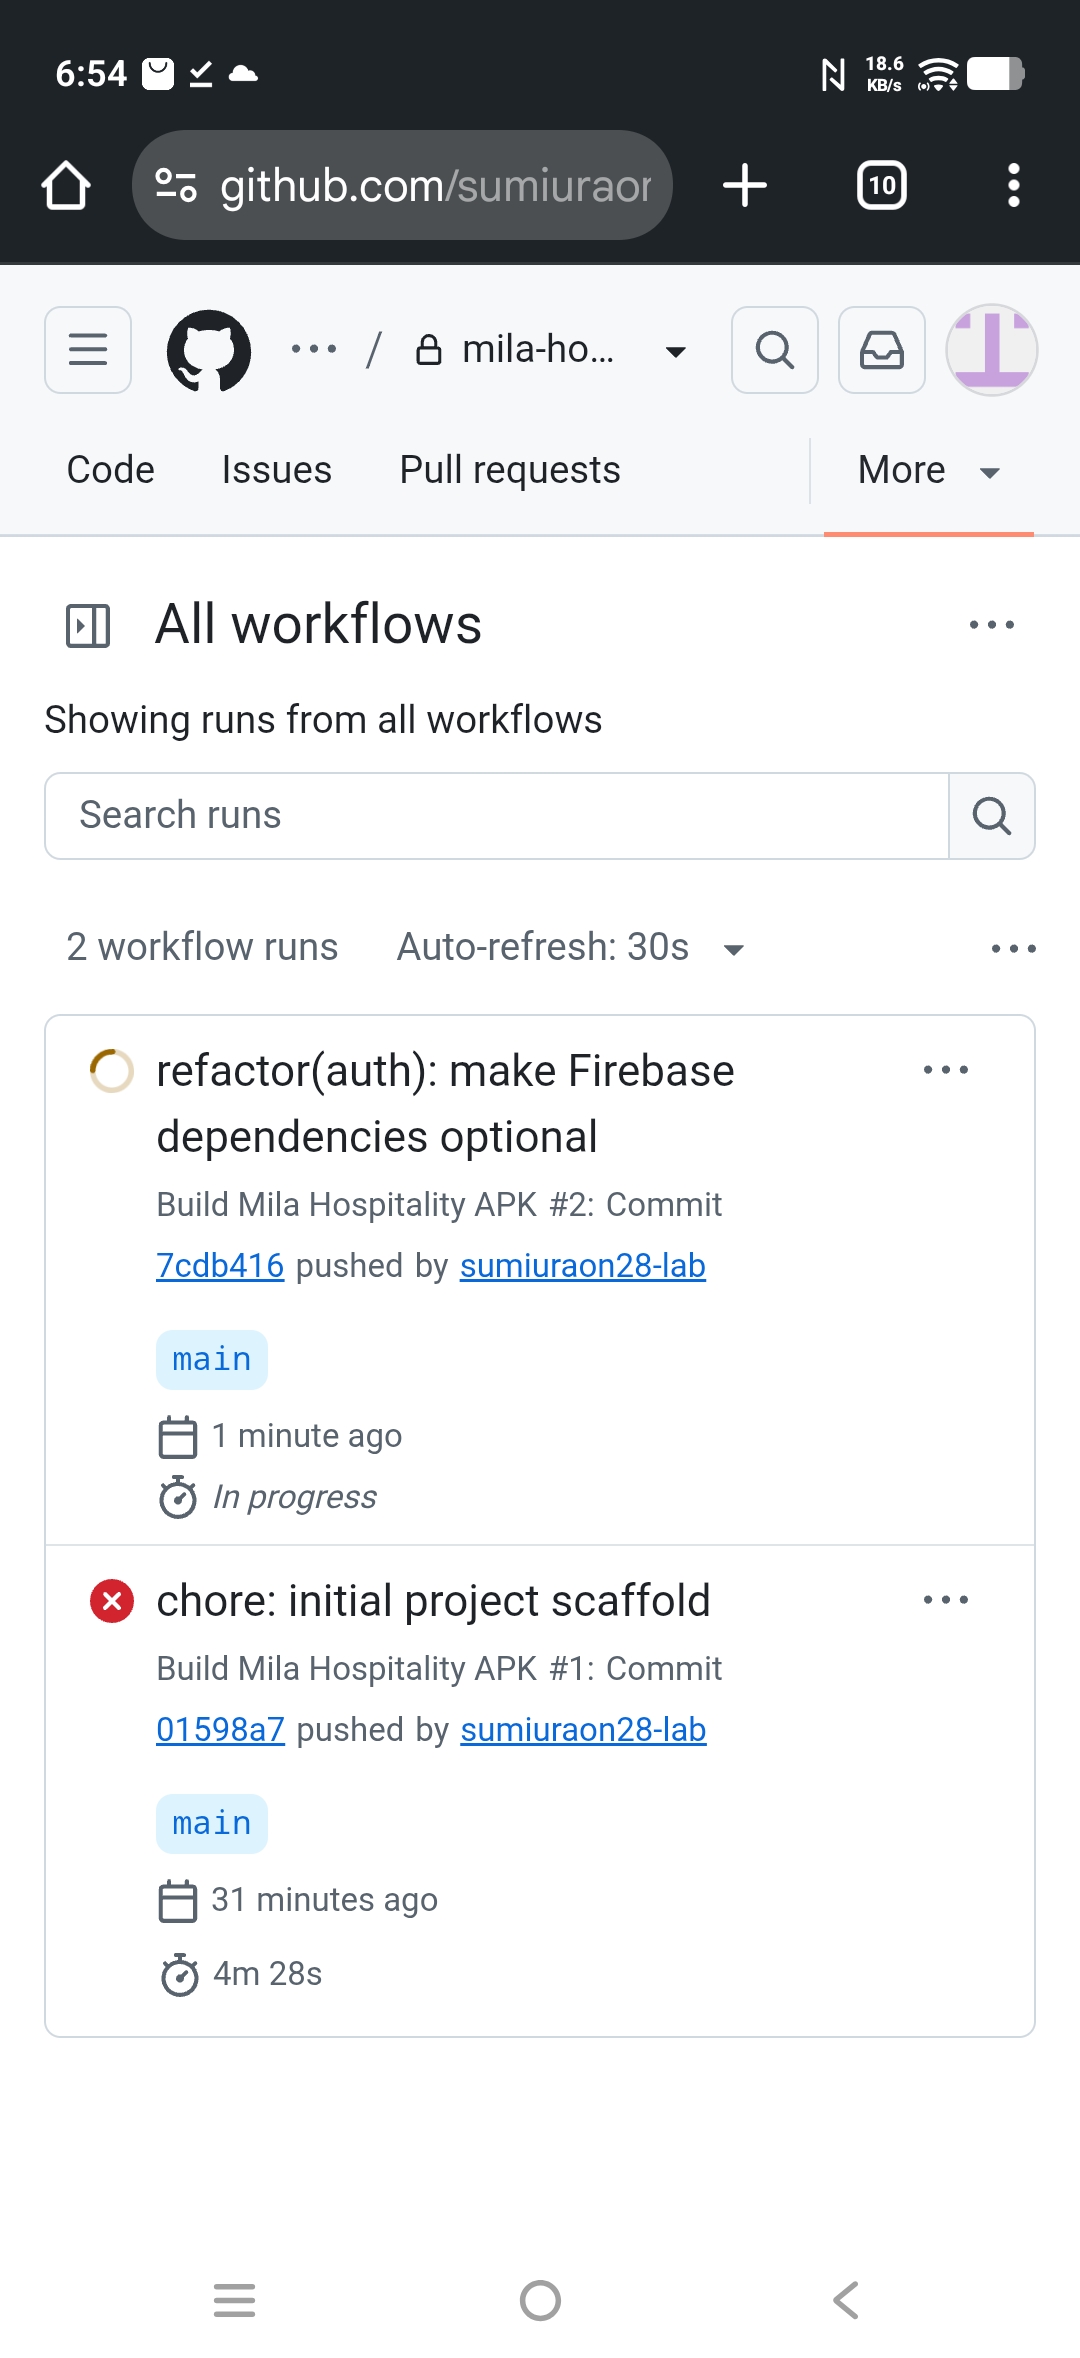 6:54
18.6
KB/s
github.com/sumiuraor
10
/ mila-ho...
Code Issues Pull requests More
All workflows
Showing runs from all workflows
Search runs
2 workflow runs Auto-refresh: 30s
refactor(auth): make Firebase
dependencies optional
Build Mila Hospitality APK #2: Commit
7cdb416 pushed by sumiuraon28-lab
main
1 minute ago
In progress
chore: initial project scaffold
Build Mila Hospitality APK #1: Commit
01598a7 pushed by sumiuraon28-lab
main
31 minutes ago
4m 28s